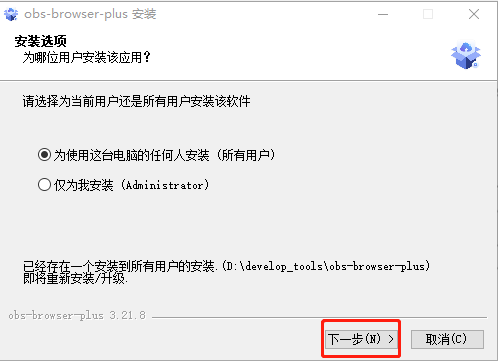 obs-browser-plus 安装
安装选项
为哪位用户安装该应用？
请选择为当前用户还是所有用户安装该软件
为使用这台电脑的任何人安装（所有用户）
仅为我安装（Administrator）
已经存在一个安装到所有用户的安装.(D:\develop_tools\obs-browser-plus)
即将重新安装/升级.
obs-browser-plus 3.21.8
下一步(N) >
取消(C)